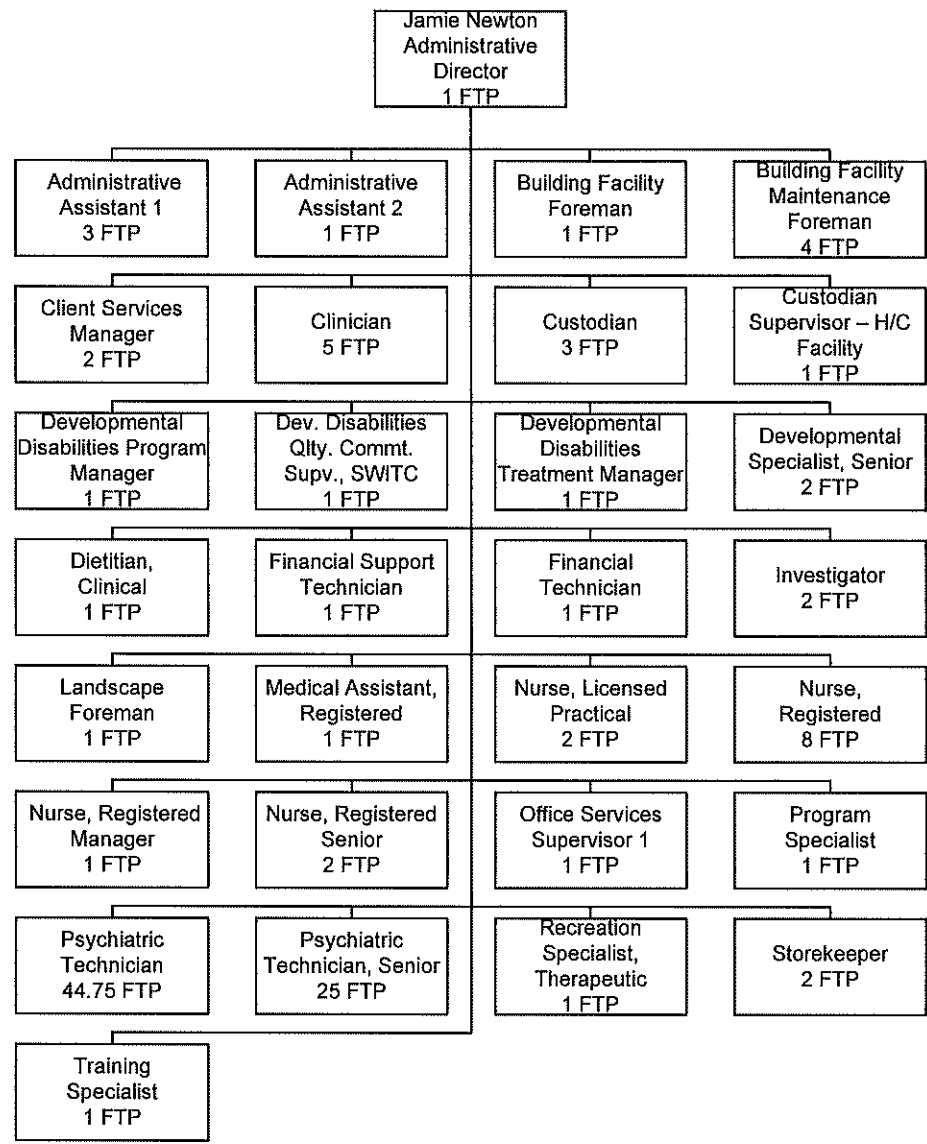 Jamie Newton
Administrative
Director
1 FTP
Administrative
Assistant 1
3 FTP
Administrative
Assistant 2
1 FTP
Building Facility
Foreman
1 FTP
Building Facility
Maintenance
Foreman
4 FTP
Client Services
Manager
2 FTP
Clinician
5 FTP
Custodian
3 FTP
Custodian
Supervisor – H/C
Facility
1 FTP
Developmental
Disabilities Program
Manager
1 FTP
Dev. Disabilities
Qlty. Commt.
Supv., SWITC
1 FTP
Developmental
Disabilities
Treatment Manager
1 FTP
Developmental
Specialist, Senior
2 FTP
Dietitian,
Clinical
1 FTP
Financial Support
Technician
1 FTP
Financial
Technician
1 FTP
Investigator
2 FTP
Landscape
Foreman
1 FTP
Medical Assistant,
Registered
1 FTP
Nurse, Licensed
Practical
2 FTP
Nurse,
Registered
8 FTP
Nurse, Registered
Manager
1 FTP
Nurse, Registered
Senior
2 FTP
Office Services
Supervisor 1
1 FTP
Program
Specialist
1 FTP
Psychiatric
Technician
44.75 FTP
Psychiatric
Technician, Senior
25 FTP
Recreation
Specialist,
Therapeutic
1 FTP
Storekeeper
2 FTP
Training
Specialist
1 FTP